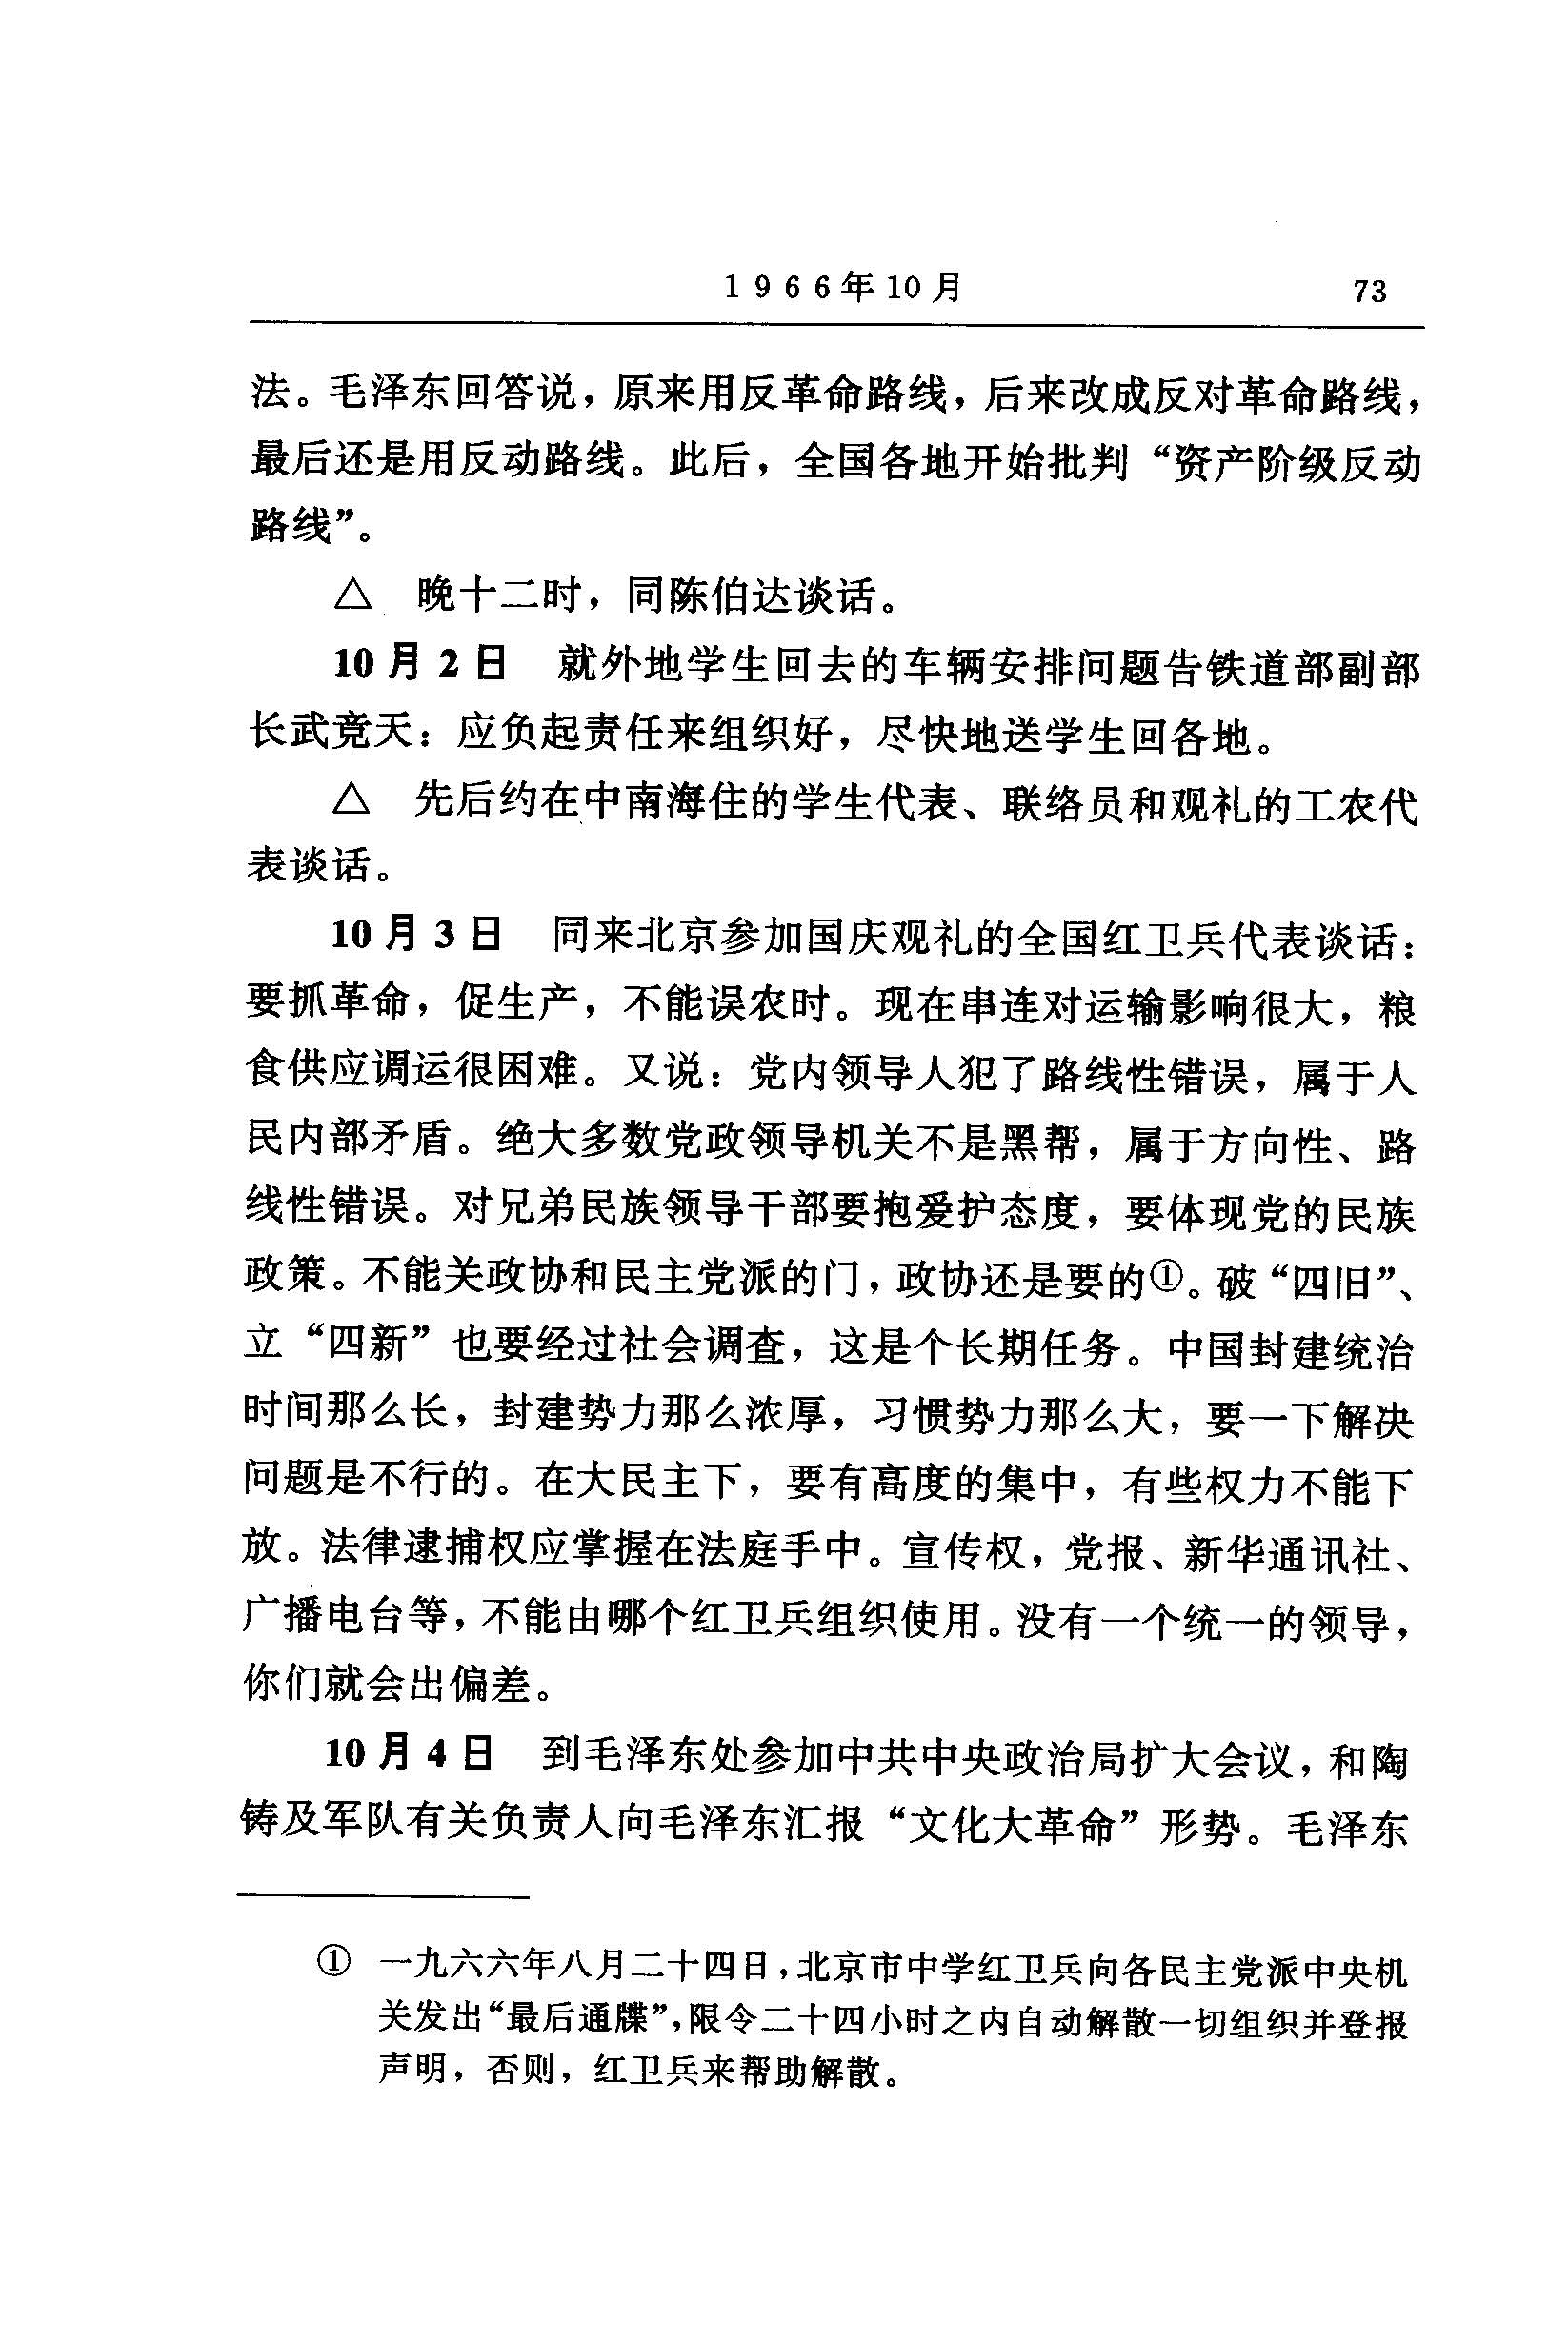 1966年10月 73
法。毛泽东回答说，原来用反革命路线，后来改成反对革命路线，
最后还是用反动路线。此后，全国各地开始批判“资产阶级反动
路线”。
△ 晚十二时，同陈伯达谈话。
10月2日 就外地学生回去的车辆安排问题告铁道部副部
长武竞天：应负起责任来组织好，尽快地送学生回各地。
△ 先后约在中南海住的学生代表、联络员和观礼的工农代
表谈话。
10月3日 同来北京参加国庆观礼的全国红卫兵代表谈话：
要抓革命，促生产，不能误农时。现在串连对运输影响很大，粮
食供应调运很困难。又说：党内领导人犯了路线性错误，属于人
民内部矛盾。绝大多数党政领导机关不是黑帮，属于方向性、路
线性错误。对兄弟民族领导干部要抱爱护态度，要体现党的民族
政策。不能关政协和民主党派的门，政协还是要的①。破“四旧”、
立“四新”也要经过社会调查，这是个长期任务。中国封建统治
时间那么长，封建势力那么浓厚，习惯势力那么大，要一下解决
问题是不行的。在大民主下，要有高度的集中，有些权力不能下
放。法律逮捕权应掌握在法庭手中。宣传权，党报、新华通讯社、
广播电台等，不能由哪个红卫兵组织使用。没有一个统一的领导，
你们就会出偏差。
10月4日 到毛泽东处参加中共中央政治局扩大会议，和陶
铸及军队有关负责人向毛泽东汇报“文化大革命”形势。毛泽东
① 一九六六年八月二十四日，北京市中学红卫兵向各民主党派中央机
关发出“最后通牒”，限令二十四小时之内自动解散一切组织并登报
声明，否则，红卫兵来帮助解散。